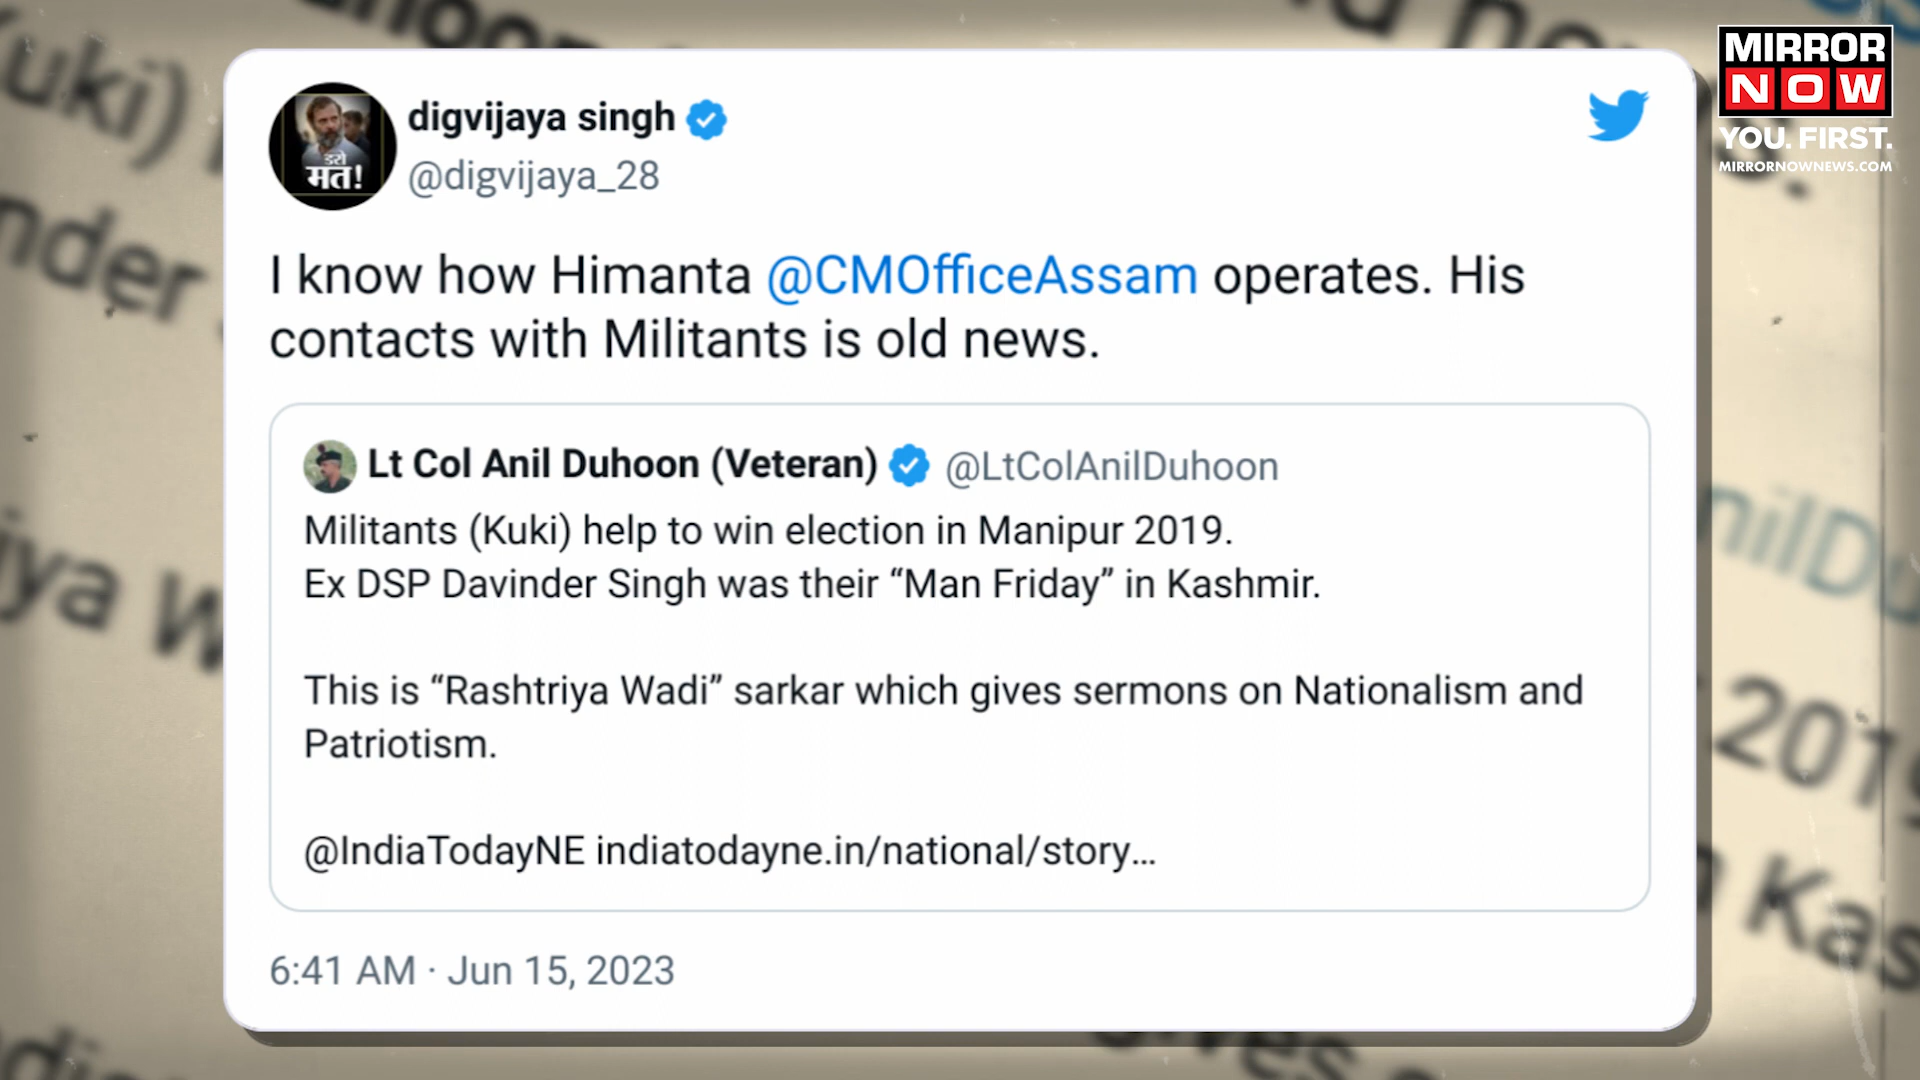 MIRROR
NOW
YOU. FIRST.
MIRRORNOWNEWS.COM
डरो
मत!
digvijaya singh
@digvijaya_28
I know how Himanta @CMOfficeAssam operates. His
contacts with Militants is old news.
Lt Col Anil Duhoon (Veteran) @LtColAnilDuhoon
Militants (Kuki) help to win election in Manipur 2019.
Ex DSP Davinder Singh was their “Man Friday” in Kashmir.
This is “Rashtriya Wadi” sarkar which gives sermons on Nationalism and
Patriotism.
@IndiaTodayNE indiatodayne.in/national/story…
6:41 AM · Jun 15, 2023